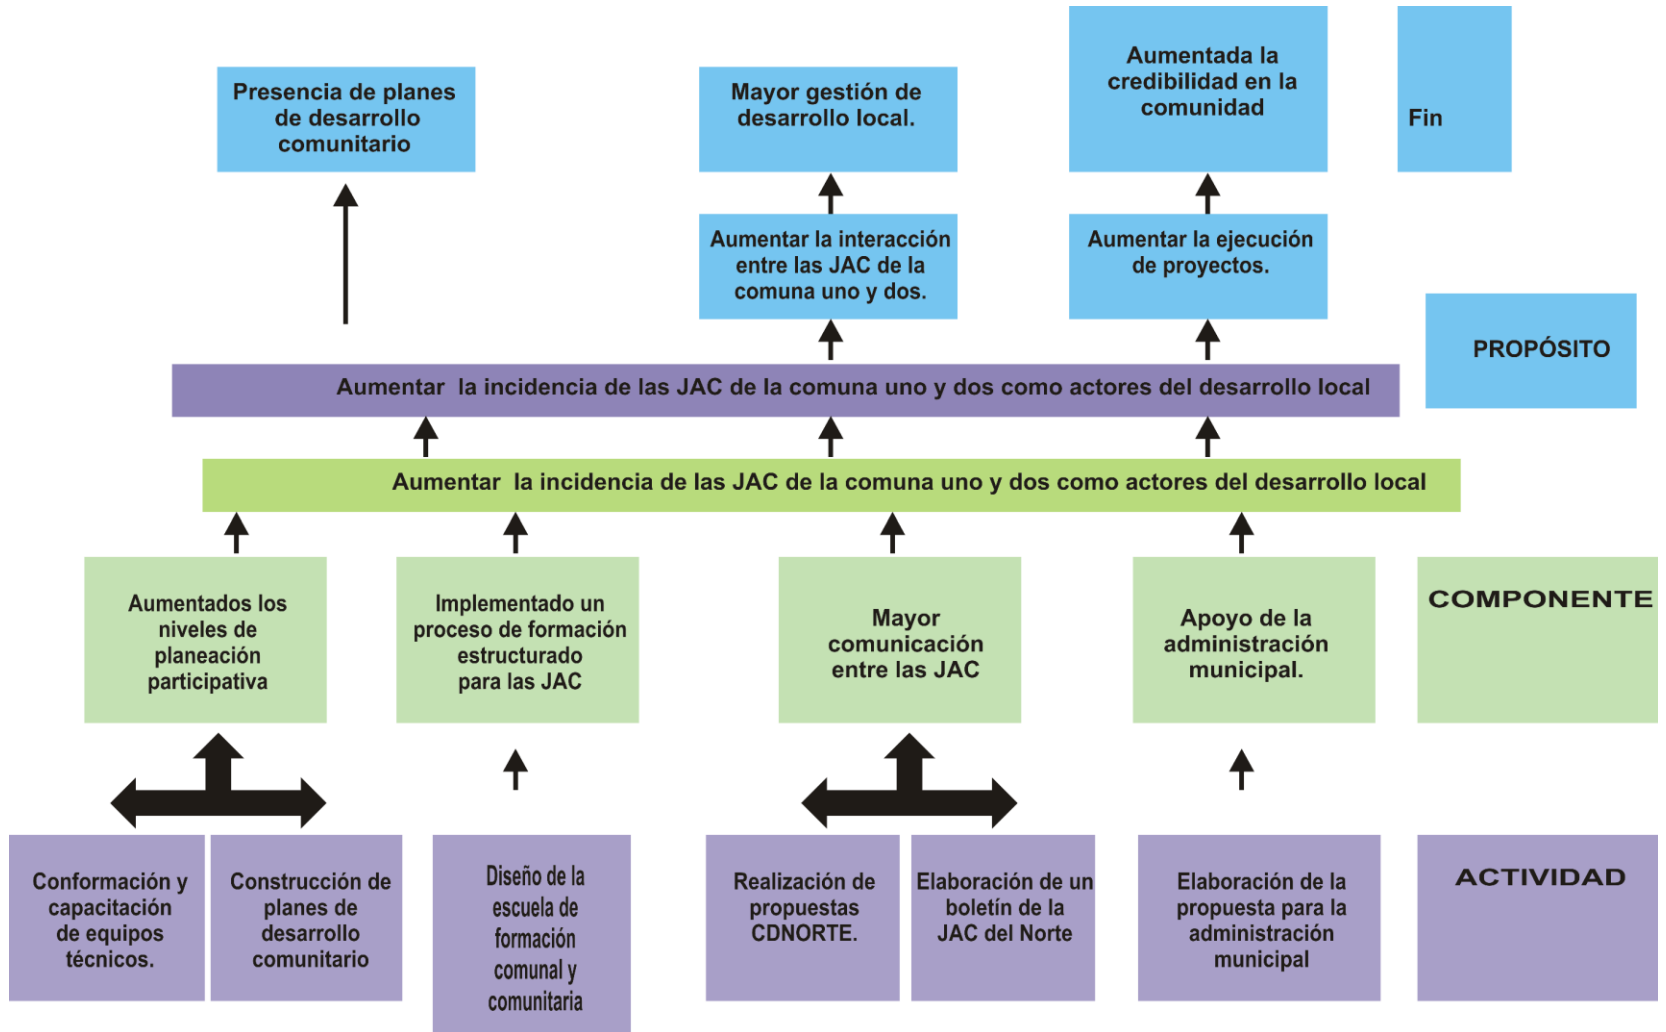 Presencia de planes
de desarrollo
comunitario
Mayor gestión de
desarrollo local.
Aumentada la
credibilidad en la
comunidad
Fin
Aumentar la interacción
entre las JAC de la
comuna uno y dos.
Aumentar la ejecución
de proyectos.
PROPÓSITO
Aumentar la incidencia de las JAC de la comuna uno y dos como actores del desarrollo local
Aumentar la incidencia de las JAC de la comuna uno y dos como actores del desarrollo local
Aumentados los
niveles de
planeación
participativa
Implementado un
proceso de formación
estructurado
para las JAC
Mayor
comunicación
entre las JAC
Apoyo de la
administración
municipal.
COMPONENTE
Conformación y
capacitación
de equipos
técnicos.
Construcción de
planes de
desarrollo
comunitario
Diseño de la
escuela de
formación
comunal y
comunitaria
Realización de
propuestas
CDNORTE.
Elaboración de un
boletín de la
JAC del Norte
Elaboración de la
propuesta para la
administración
municipal
ACTIVIDAD